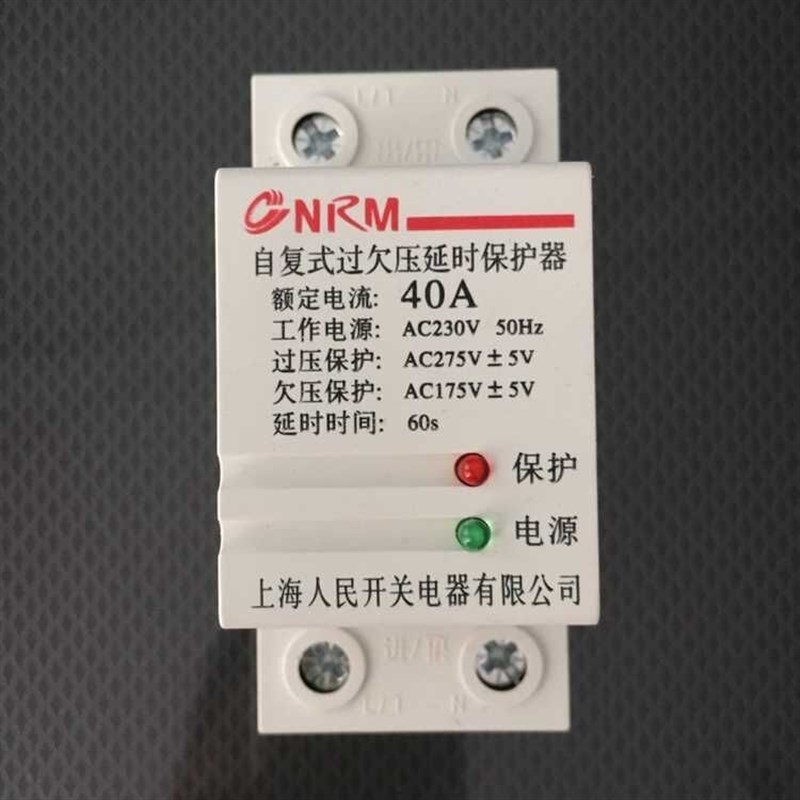 L/1 N
CNRM
自复式过欠压延时保护器
额定电流: 40A
工作电源: AC230V 50Hz
过压保护: AC275V±5V
欠压保护: AC175V±5V
延时时间: 60s
保护
电源
上海人民开关电器有限公司
L/1 N